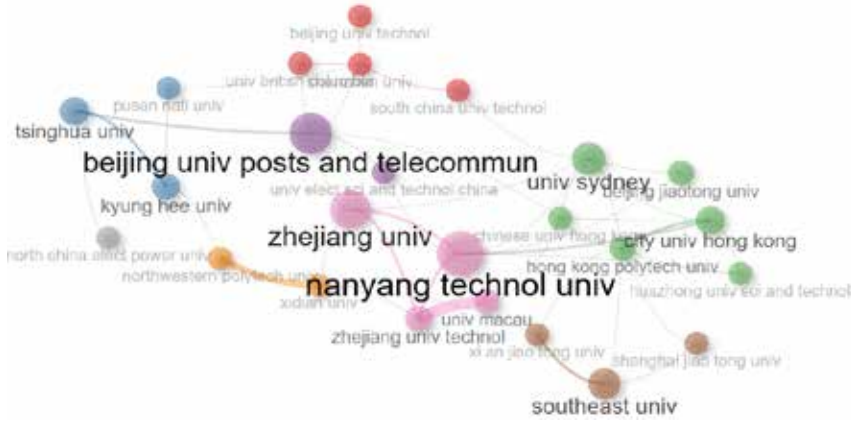 beijing univ technol
univ british columbia
shenzhen univ
pusan natl univ
south china univ technol
tsinghua univ
beijing univ posts and telecommun
univ elect sci and technol china
univ sydney
beijing jiaotong univ
kyung hee univ
zhejiang univ
chinese univ hong kong
city univ hong kong
north china elect power univ
northwestern polytech univ
hong kong polytech univ
nanyang technol univ
huazhong univ sci and technol
xidian univ
univ macau
zhejiang univ technol
xi an jiao tong univ
shanghai jiao tong univ
southeast univ